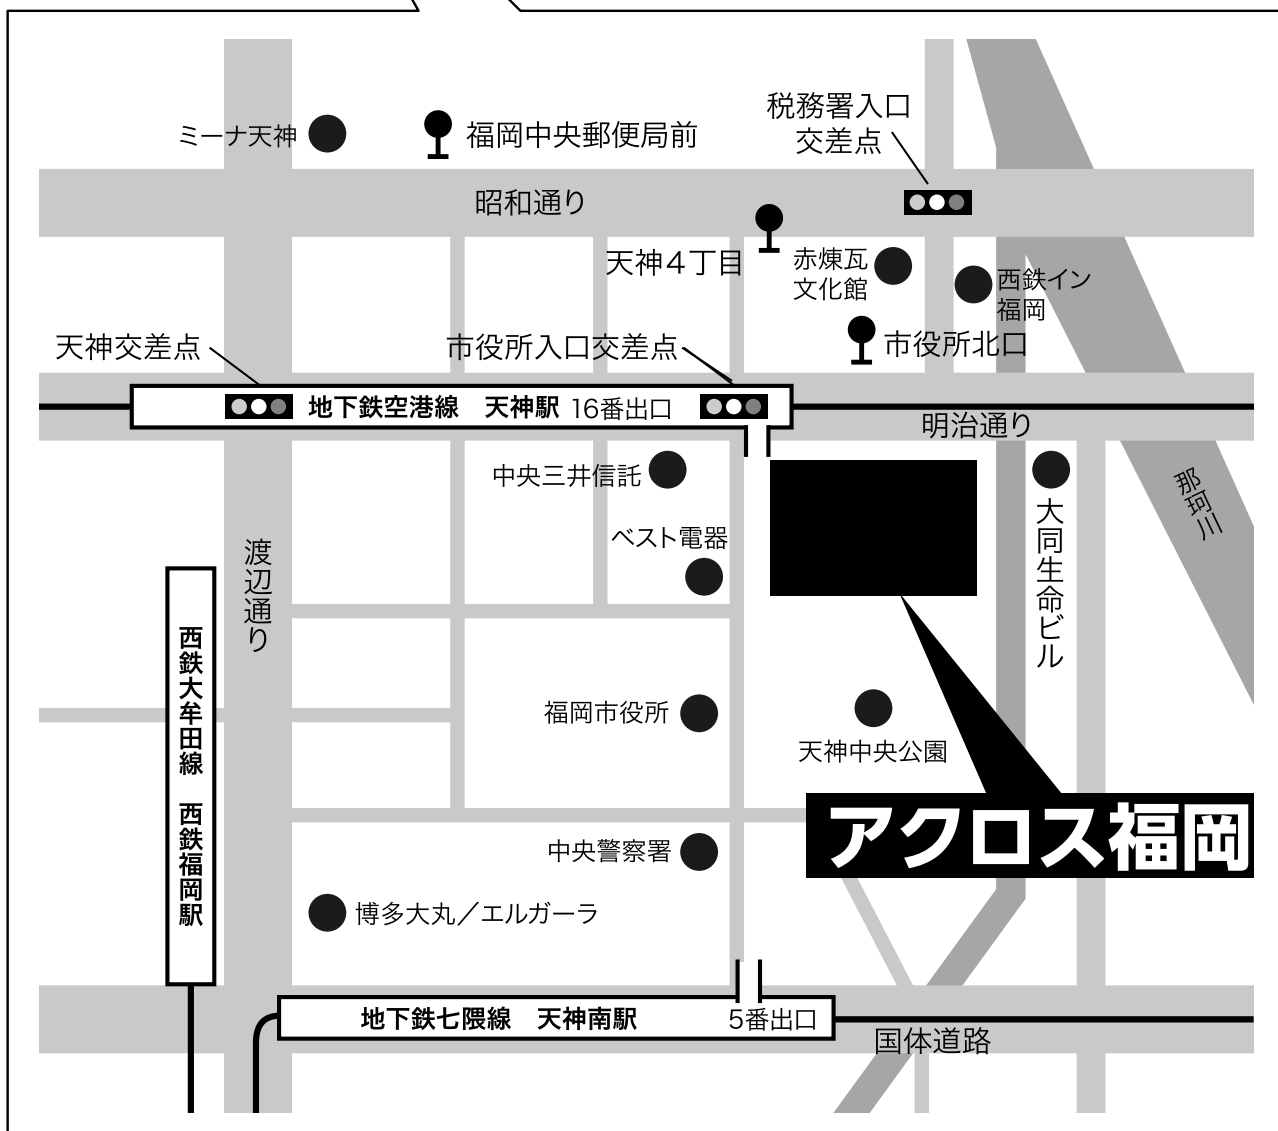 税務署入口
交差点
ミーナ天神
福岡中央郵便局前
昭和通り
天神4丁目
赤煉瓦
文化館
西鉄イン
福岡
天神交差点
市役所入口交差点
市役所北口
地下鉄空港線　天神駅 16番出口
明治通り
中央三井信託
那珂川
大同生命ビル
ベスト電器
渡辺通り
西鉄大牟田線　西鉄福岡駅
福岡市役所
天神中央公園
アクロス福岡
中央警察署
博多大丸／エルガーラ
地下鉄七隈線　天神南駅　5番出口
国体道路